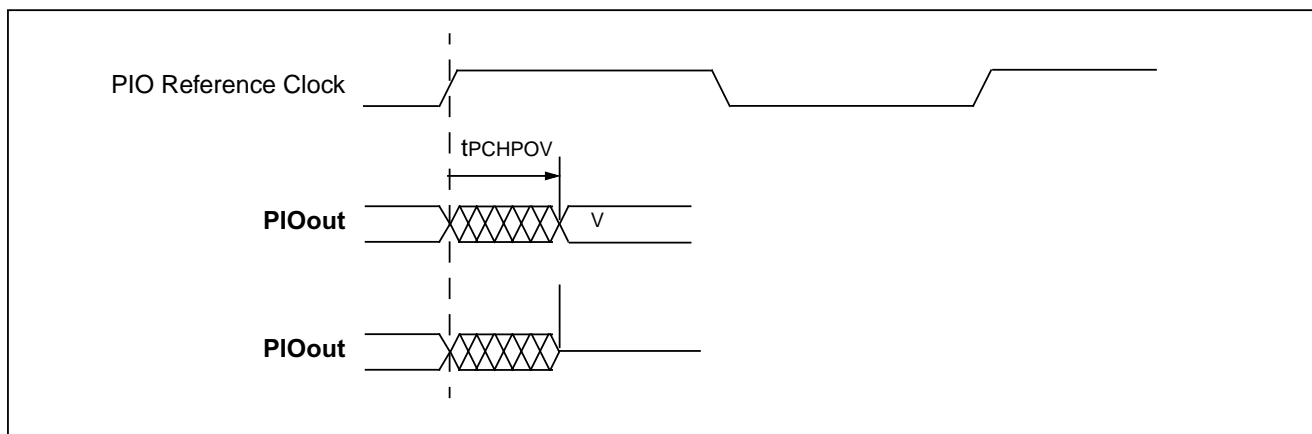 PIO Reference Clock
tPCHPOV
PIOout
V
PIOout